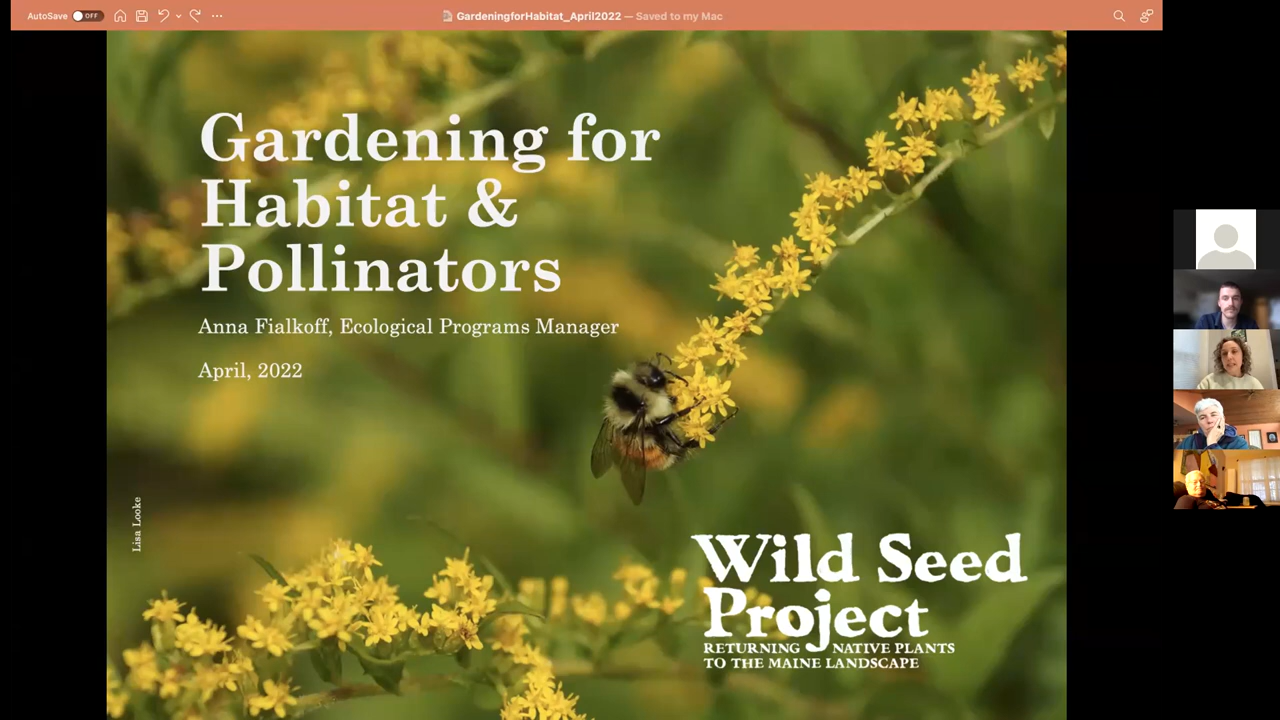 AutoSave OFF
GardeningforHabitat_April2022 — Saved to my Mac
Gardening for
Habitat &
Pollinators
Anna Fialkoff, Ecological Programs Manager
April, 2022
Lisa Looke
Wild Seed
Project
RETURNING NATIVE PLANTS
TO THE MAINE LANDSCAPE